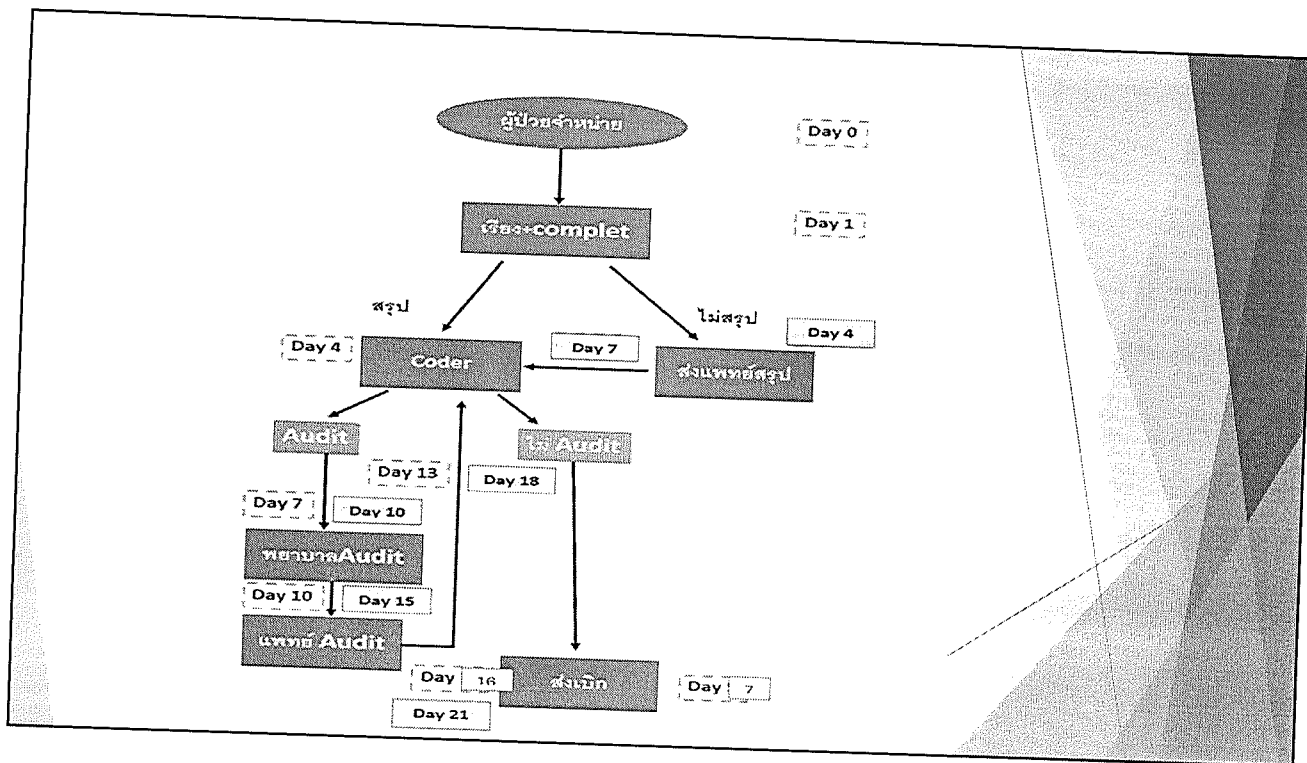 ผู้ป่วยจำหน่าย
Day 0
เรียง+complet
Day 1
สรุป
ไม่สรุป
Day 4
Day 4
Coder
Day 7
ส่งแพทย์สรุป
Audit
ไม่ Audit
Day 13
Day 18
Day 7
Day 10
พยาบาลAudit
Day 10
Day 15
แพทย์ Audit
Day 16
ส่งเบิก
Day 7
Day 21